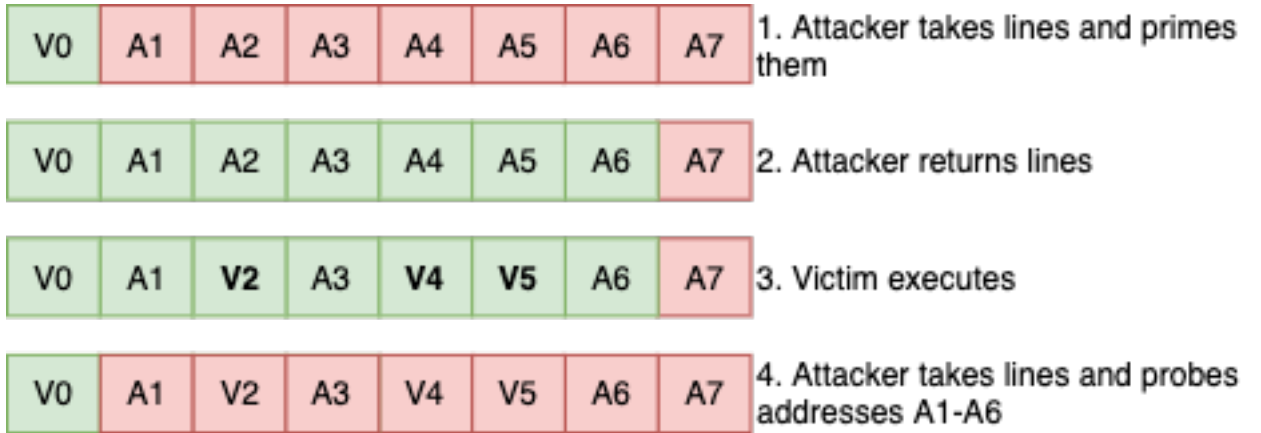 V0 A1 A2 A3 A4 A5 A6 A7 1. Attacker takes lines and primes
them
V0 A1 A2 A3 A4 A5 A6 A7 2. Attacker returns lines
V0 A1 V2 A3 V4 V5 A6 A7 3. Victim executes
V0 A1 V2 A3 V4 V5 A6 A7 4. Attacker takes lines and probes
addresses A1-A6